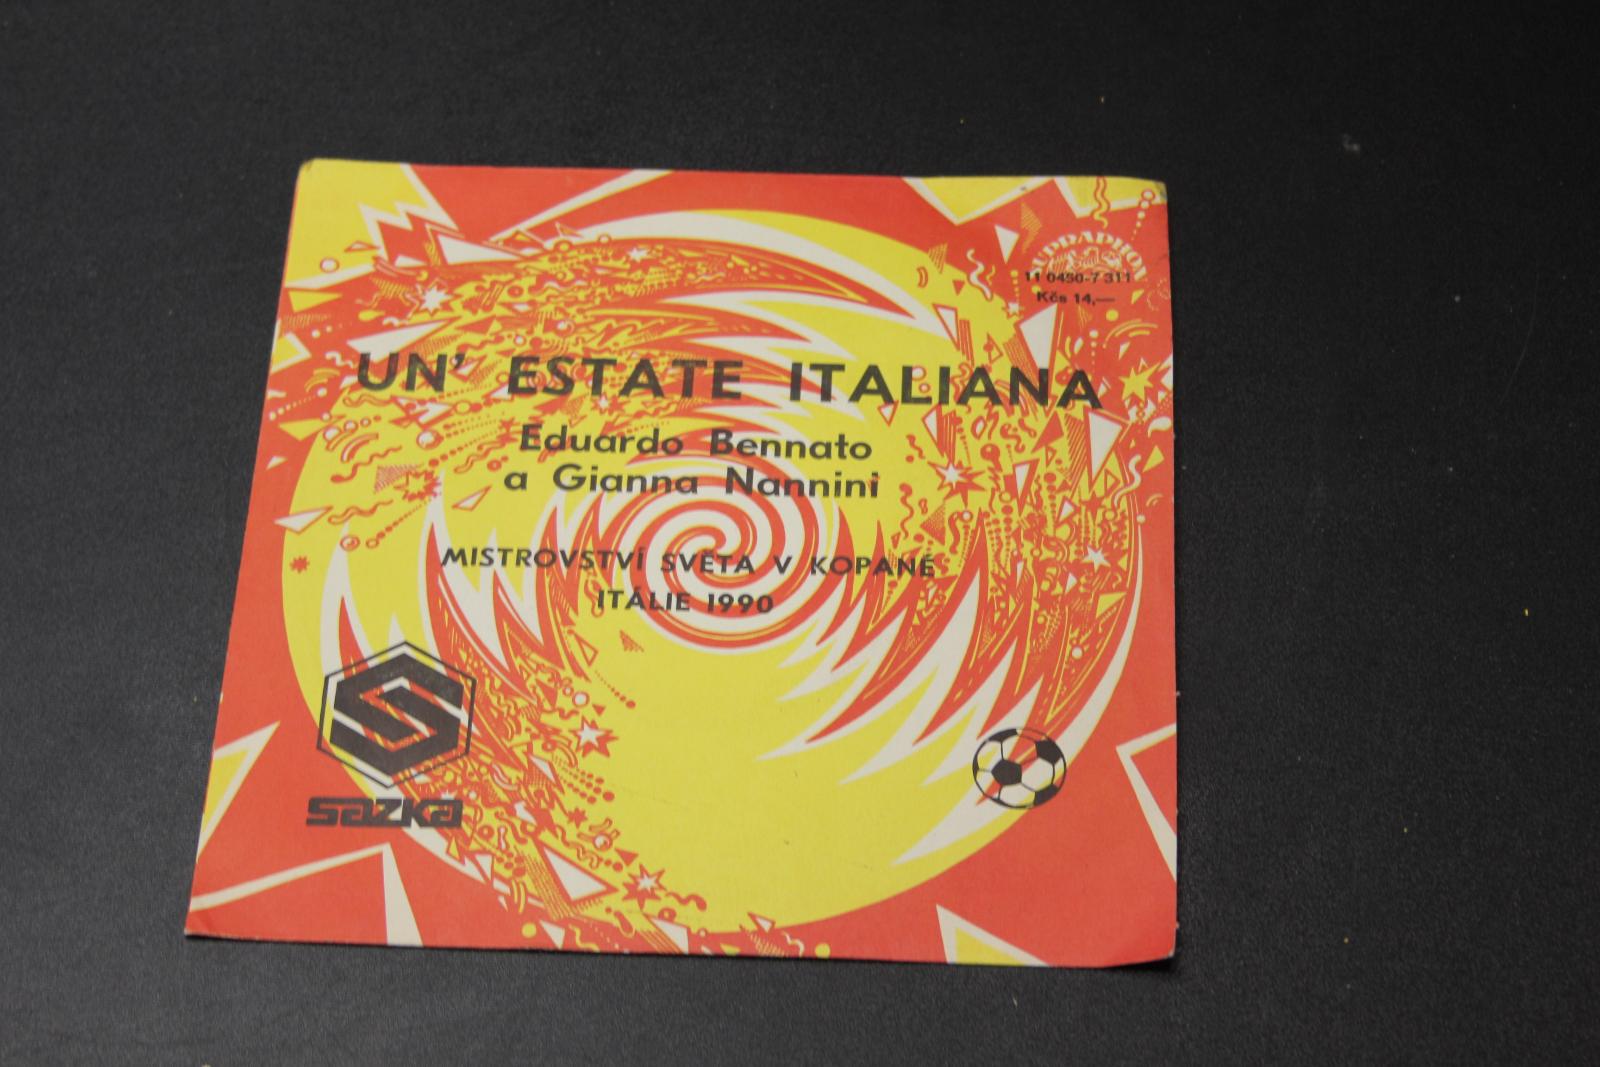 SUPRAPHON
11 0450-7 311
Kčs 14,—
UN' ESTATE ITALIANA
Eduardo Bennato
a Gianna Nannini
MISTROVSTVÍ SVĚTA V KOPANÉ
ITÁLIE 1990
sazka